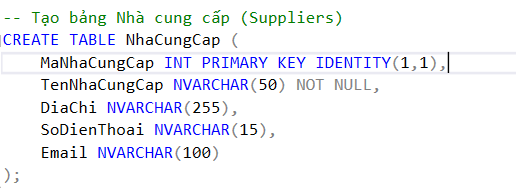 -- Tạo bảng Nhà cung cấp (Suppliers)
CREATE TABLE NhaCungCap (
    MaNhaCungCap INT PRIMARY KEY IDENTITY(1,1),
    TenNhaCungCap NVARCHAR(50) NOT NULL,
    DiaChi NVARCHAR(255),
    SoDienThoai NVARCHAR(15),
    Email NVARCHAR(100)
);